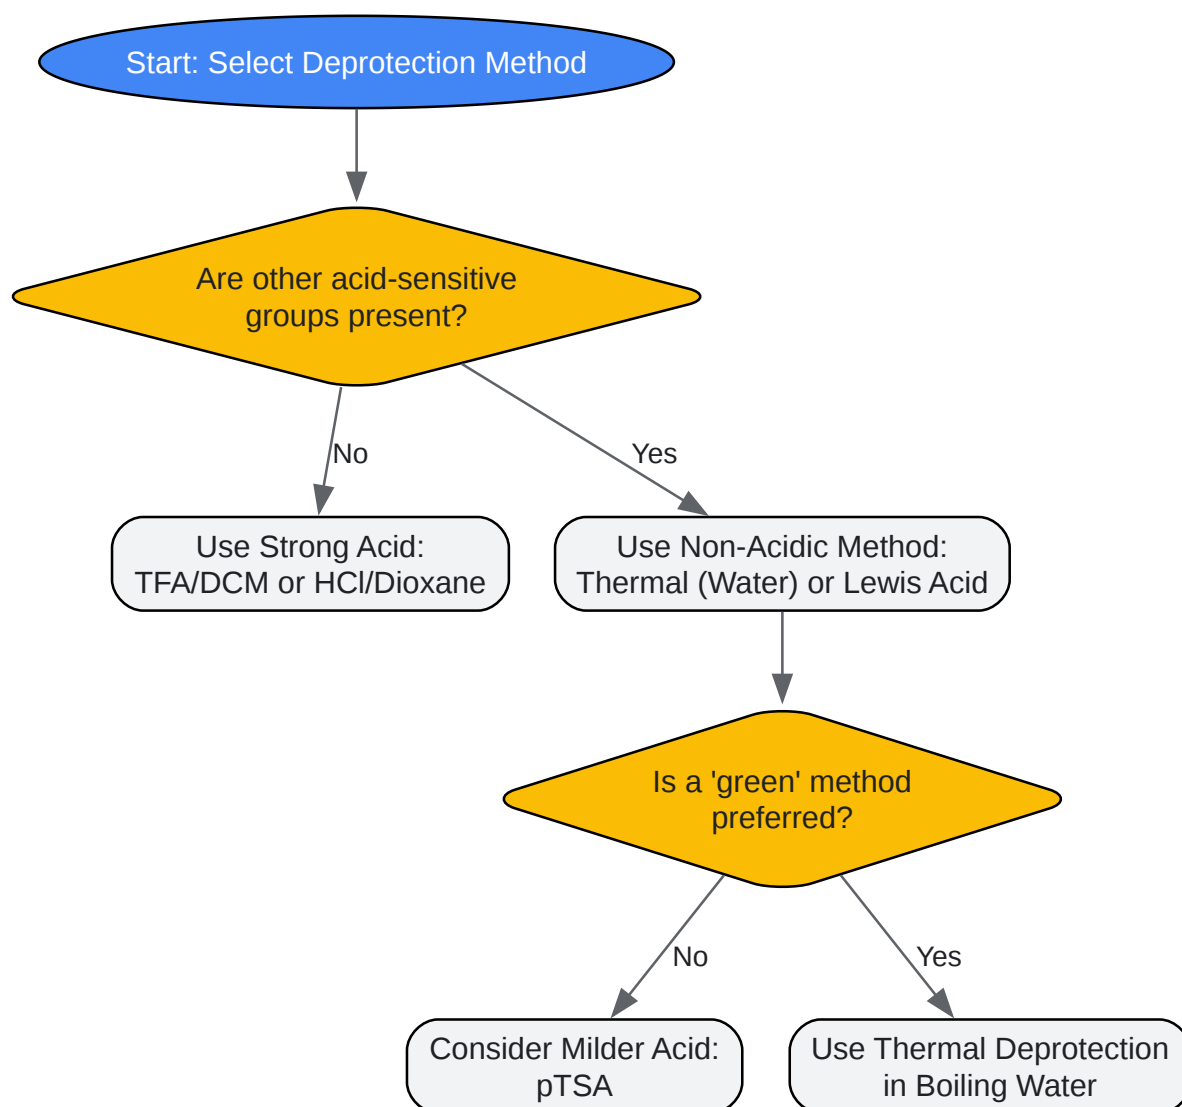 Start: Select Deprotection Method
Are other acid-sensitive
groups present?
No
Yes
Use Strong Acid:
TFA/DCM or HCl/Dioxane
Use Non-Acidic Method:
Thermal (Water) or Lewis Acid
Is a 'green' method
preferred?
No
Yes
Consider Milder Acid:
pTSA
Use Thermal Deprotection
in Boiling Water